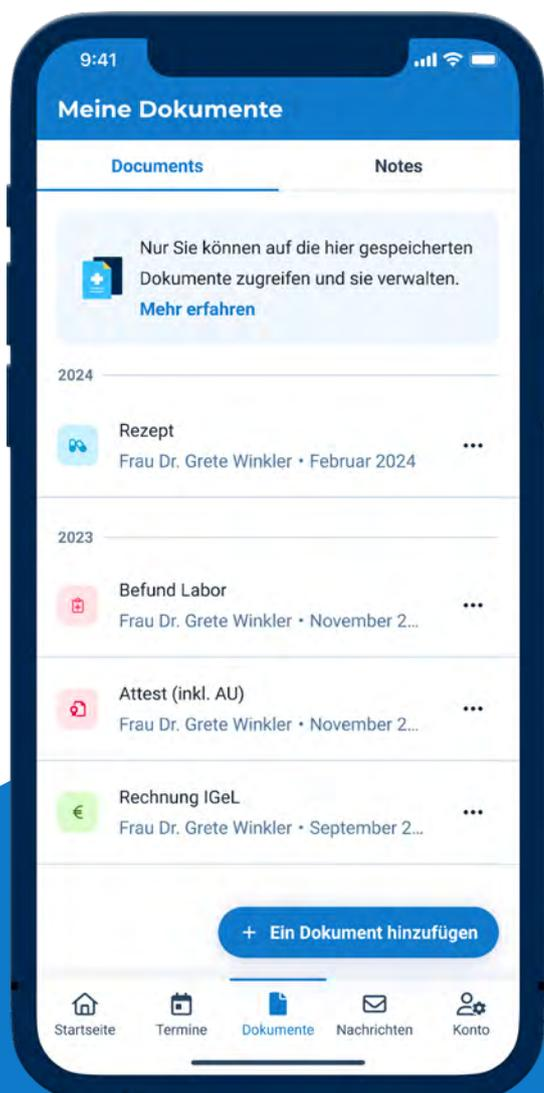 9:41
Meine Dokumente
Documents
Notes
Nur Sie können auf die hier gespeicherten
Dokumente zugreifen und sie verwalten.
Mehr erfahren
2024
Rezept
Frau Dr. Grete Winkler • Februar 2024
2023
Befund Labor
Frau Dr. Grete Winkler • November 2...
Attest (inkl. AU)
Frau Dr. Grete Winkler • November 2...
Rechnung IGeL
€
Frau Dr. Grete Winkler • September 2...
+ Ein Dokument hinzufügen
Startseite
Termine
Dokumente
Nachrichten
Konto